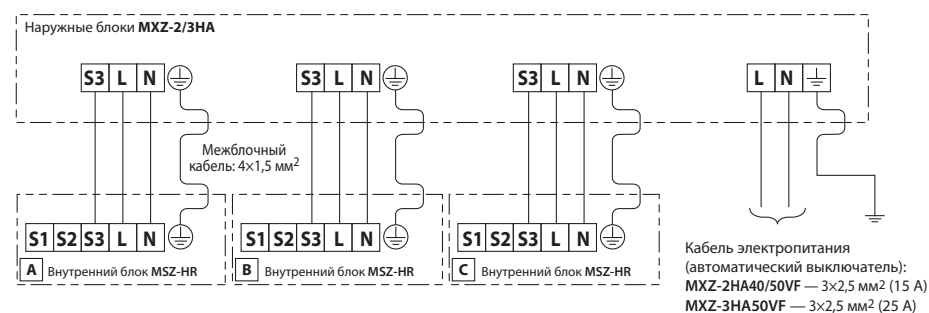 Наружные блоки MXZ-2/3HA
S3 L N
S3 L N
S3 L N
L N
Межблочный
кабель: 4×1,5 мм²
S1 S2 S3 L N
S1 S2 S3 L N
S1 S2 S3 L N
A Внутренний блок MSZ-HR
B Внутренний блок MSZ-HR
C Внутренний блок MSZ-HR
Кабель электропитания
(автоматический выключатель):
MXZ-2HA40/50VF — 3×2,5 мм² (15 A)
MXZ-3HA50VF — 3×2,5 мм² (25 A)